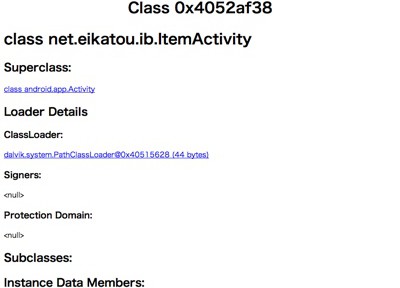 Class 0x4052af38
class net.eikatou.ib.ItemActivity
Superclass:
class android.app.Activity
Loader Details
ClassLoader:
dalvik.system.PathClassLoader@0x40515628 (44 bytes)
Signers:
<null>
Protection Domain:
<null>
Subclasses:
Instance Data Members: